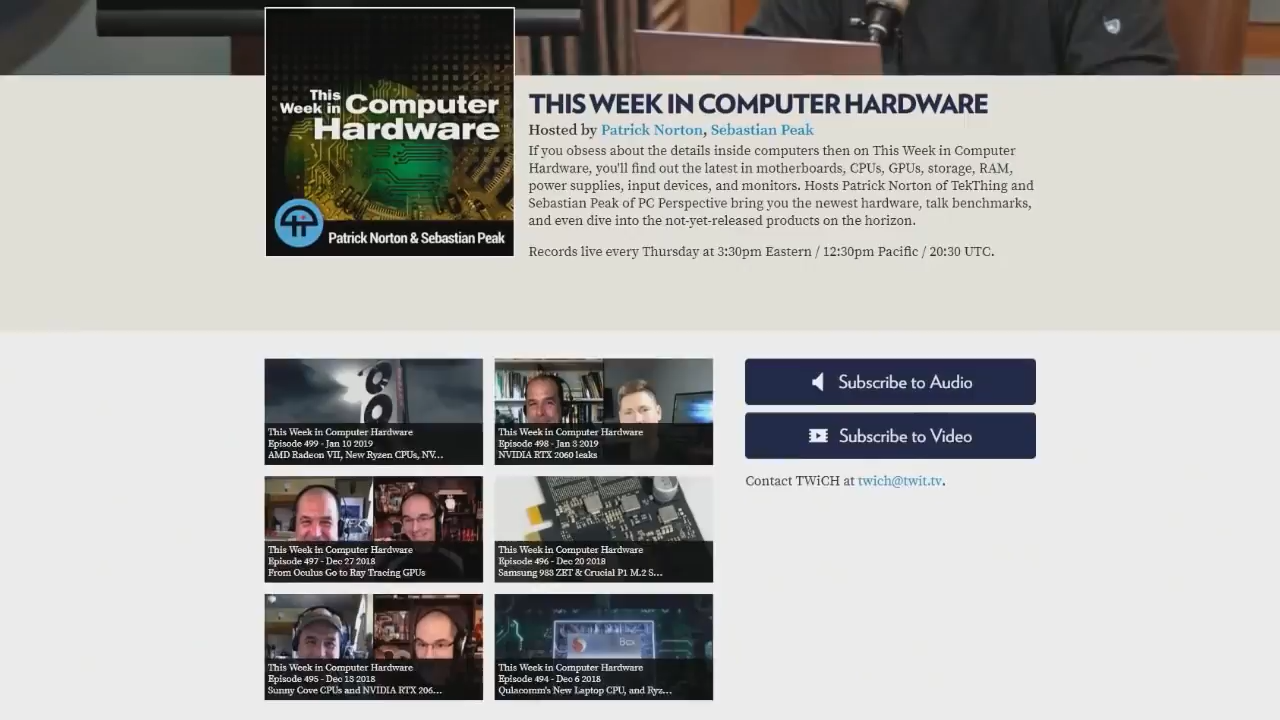 This
Week in Computer
Hardware
Patrick Norton & Sebastian Peak
THIS WEEK IN COMPUTER HARDWARE
Hosted by Patrick Norton, Sebastian Peak
If you obsess about the details inside computers then on This Week in Computer
Hardware, you'll find out the latest in motherboards, CPUs, GPUs, storage, RAM,
power supplies, input devices, and monitors. Hosts Patrick Norton of TekThing and
Sebastian Peak of PC Perspective bring you the newest hardware, talk benchmarks,
and even dive into the not-yet-released products on the horizon.
Records live every Thursday at 3:30pm Eastern / 12:30pm Pacific / 20:30 UTC.
This Week in Computer Hardware
Episode 499 - Jan 10 2019
AMD Radeon VII, New Ryzen CPUs, NV...
This Week in Computer Hardware
Episode 498 - Jan 3 2019
NVIDIA RTX 2060 leaks
Subscribe to Audio
Subscribe to Video
Contact TWiCH at twich@twit.tv.
This Week in Computer Hardware
Episode 497 - Dec 27 2018
From Oculus Go to Ray Tracing GPUs
This Week in Computer Hardware
Episode 496 - Dec 20 2018
Samsung 983 ZET & Crucial P1 M.2 S...
This Week in Computer Hardware
Episode 495 - Dec 13 2018
Sunny Cove CPUs and NVIDIA RTX 206...
8cx
This Week in Computer Hardware
Episode 494 - Dec 6 2018
Qulacomm's New Laptop CPU, and Ryz...